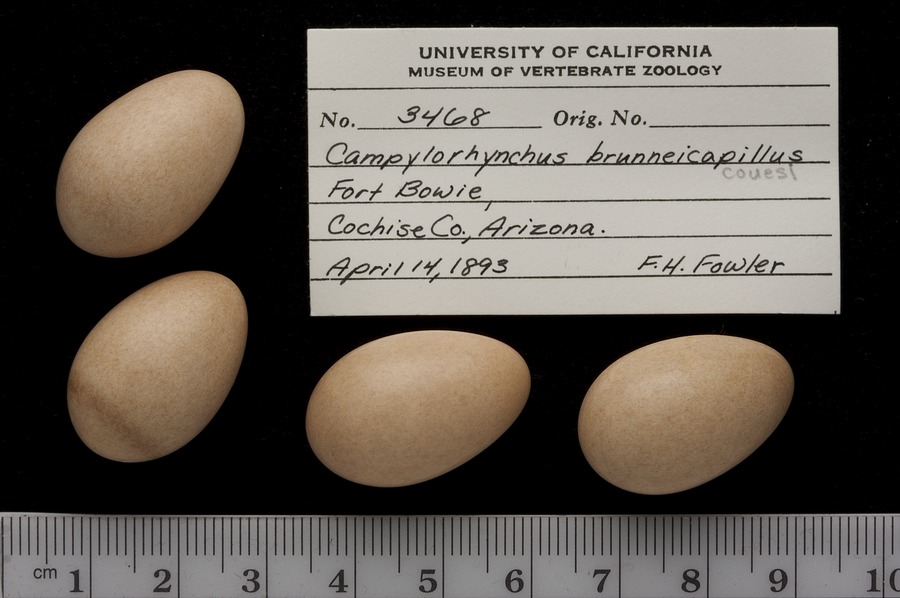 UNIVERSITY OF CALIFORNIA
MUSEUM OF VERTEBRATE ZOOLOGY
No. 3468 Orig. No.
Campylorhynchus brunneicapillus
couesi
Fort Bowie,
Cochise Co., Arizona.
April 14, 1893 F.H. Fowler
cm 1 2 3 4 5 6 7 8 9 10